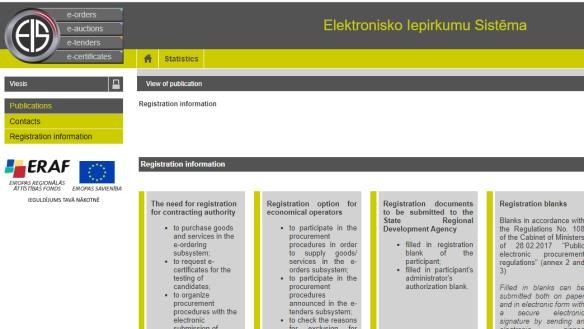 EIS
e-orders
e-auctions
e-tenders
e-certificates
Elektronisko Iepirkumu Sistēma
Statistics
Viesis
View of publication
Publications
Contacts
Registration information
Registration information
ERAF
EIROPAS REĢIONĀLĀS
ATTĪSTĪBAS FONDS
EIROPAS SAVIENĪBA
IEGULDĪJUMS TAVĀ NĀKOTNĒ
Registration information
The need for registration
for contracting authority
to purchase goods
and services in the
e-ordering
subsystem;
to request e-
certificates for the
testing of
candidates;
to organize
procurement
procedures with the
electronic
submission of
Registration option for
economical operators
to participate in the
procurement
procedures in order
to supply goods/
services in the e-
orders subsystem;
to participate in the
procurement
procedures
announced in the e-
tenders subsystem;
to check the reasons
for exclusion for
Registration documents
to be submitted to the
State Regional
Development Agency
filled in registration
blank of the
participant;
filled in participant's
administrator's
authorization blank.
Registration blanks
Blanks in accordance with
the Regulations No. 108
of the Cabinet of Ministers
of 28.02.2017 "Public
electronic procurement
regulations" (annex 2 and
3)
Filled in blanks can be
submitted both on paper
and in electronic form with
a secure electronic
signature by sending an